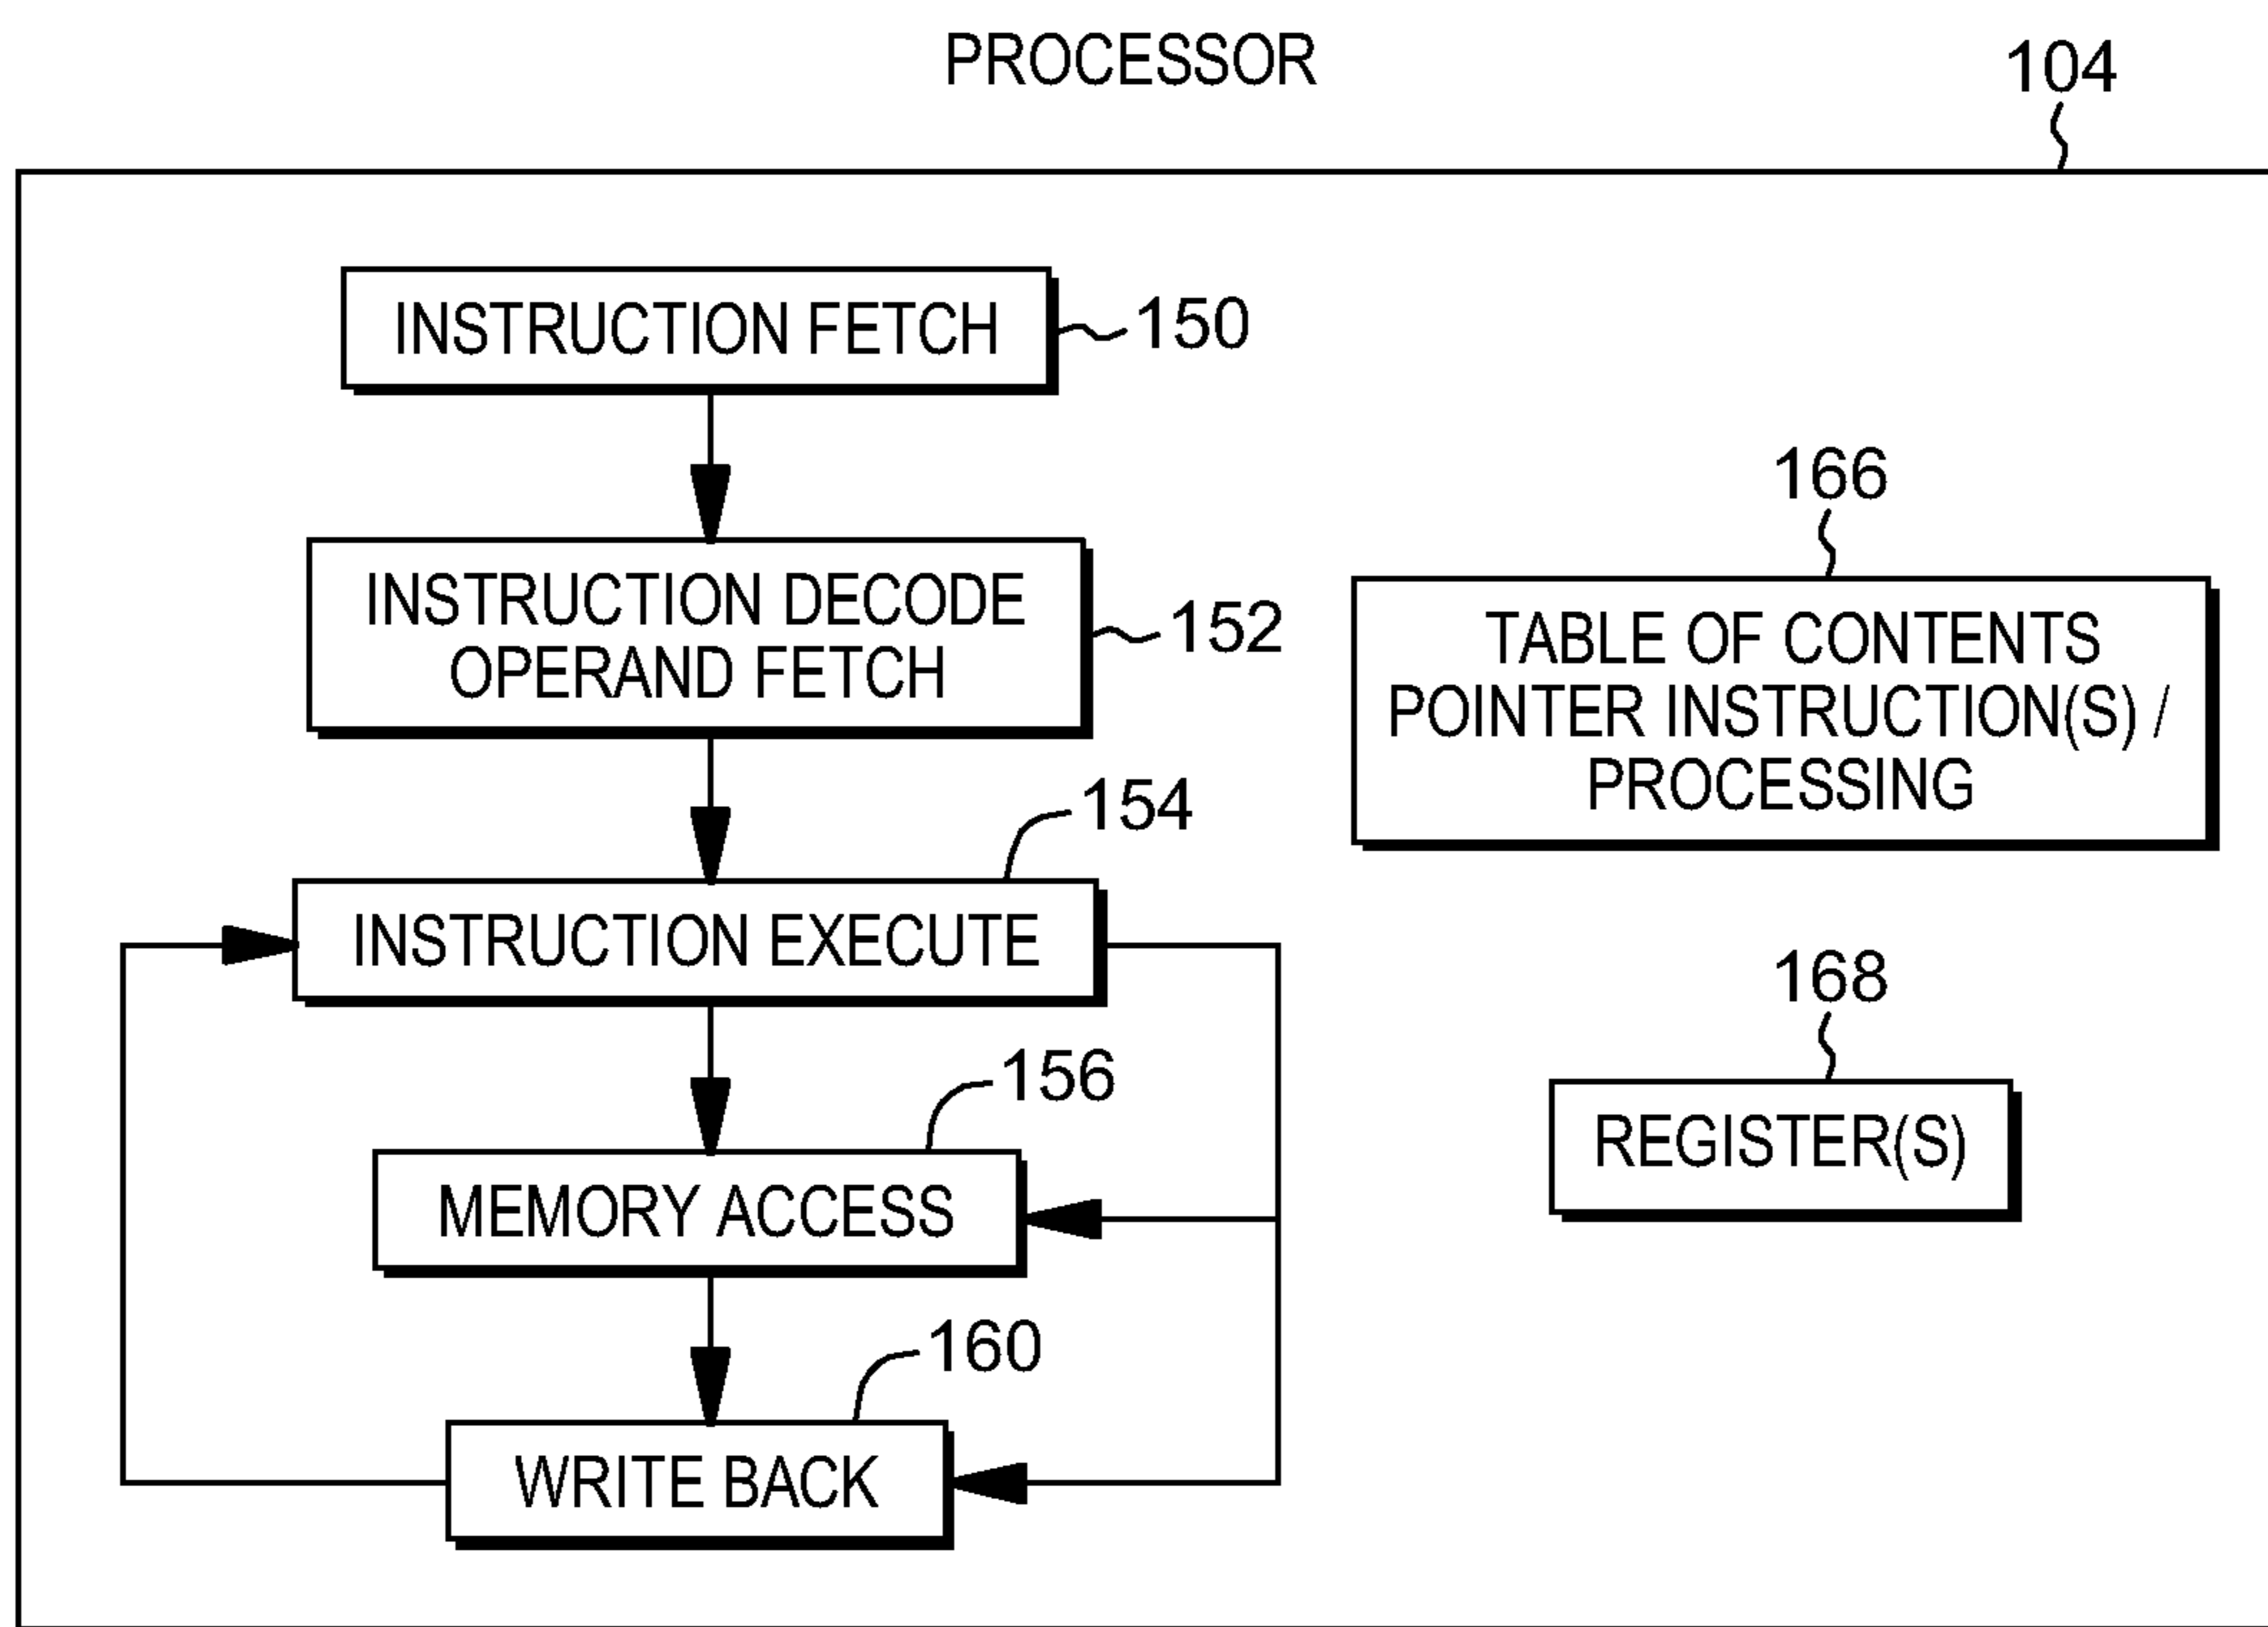 PROCESSOR
104
INSTRUCTION FETCH
150
INSTRUCTION DECODE
OPERAND FETCH
152
166
TABLE OF CONTENTS
POINTER INSTRUCTION(S) /
PROCESSING
154
INSTRUCTION EXECUTE
168
REGISTER(S)
156
MEMORY ACCESS
160
WRITE BACK